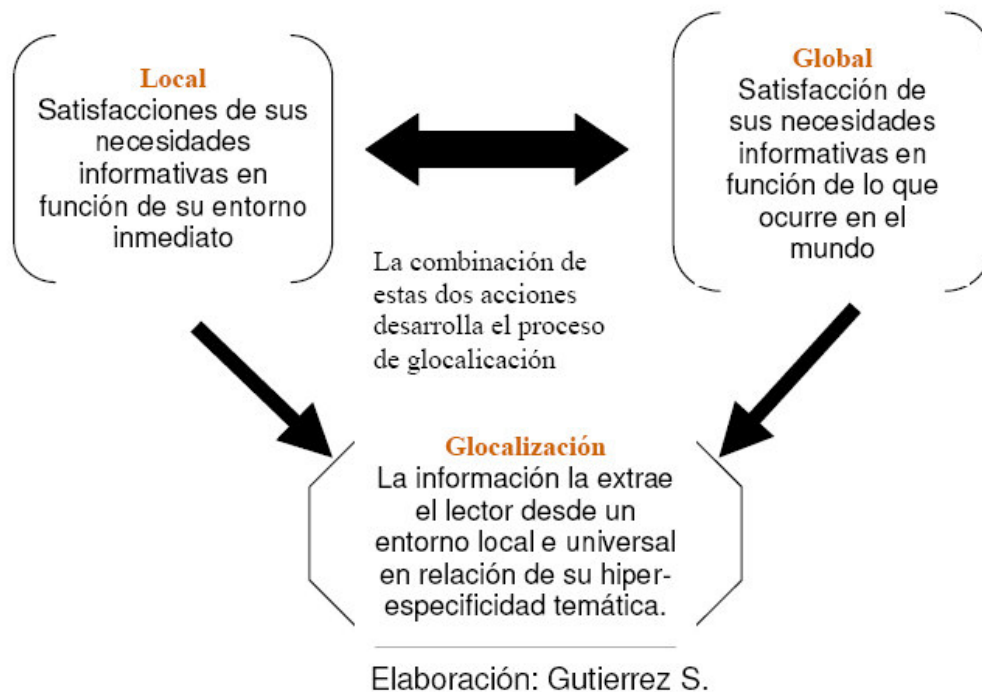 Local
Satisfacciones de sus
necesidades
informativas en
función de su entorno
inmediato
Global
Satisfacción de
sus necesidades
informativas en
función de lo que
ocurre en el
mundo
La combinación de
estas dos acciones
desarrolla el proceso
de glocalicación
Glocalización
La información la extrae
el lector desde un
entorno local e universal
en relación de su hiper-
especificidad temática.
Elaboración: Gutierrez S.